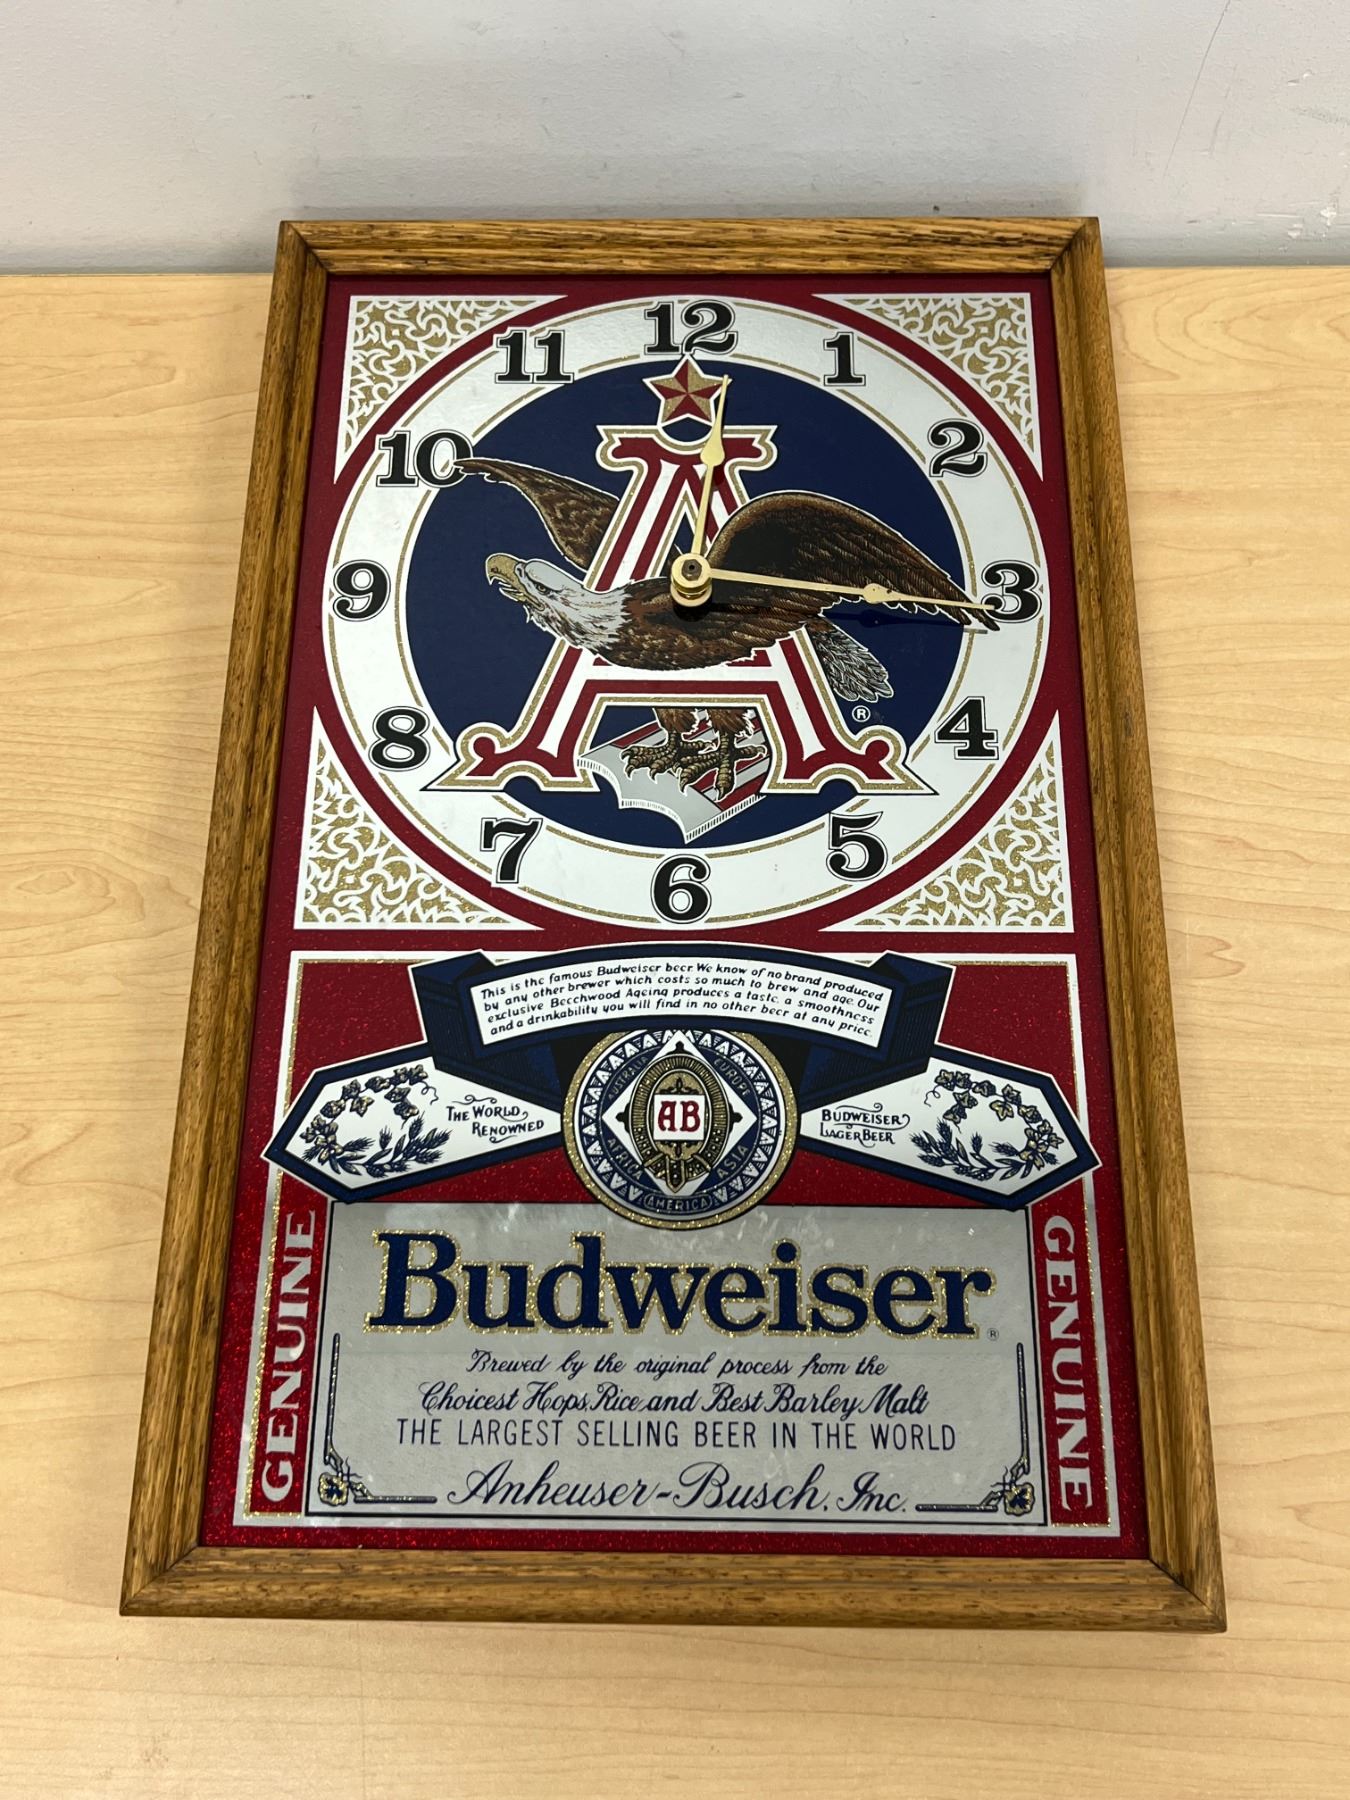 12
11
1
10
2
9
3
8
4
®
7
5
6
This is the famous Budweiser beer. We know of no brand produced
by any other brewer which costs so much to brew and age. Our
exclusive Beechwood Ageing produces a taste, a smoothness
and a drinkability you will find in no other beer at any price.
THE WORLD
RENOWNED
AUSTRALIA
EUROPE
AB
AFRICA
ASIA
AMERICA
BUDWEISER
LAGER BEER
GENUINE
Budweiser®
Brewed by the original process from the
Choicest Hops, Rice and Best Barley Malt
THE LARGEST SELLING BEER IN THE WORLD
Anheuser-Busch, Inc.
GENUINE